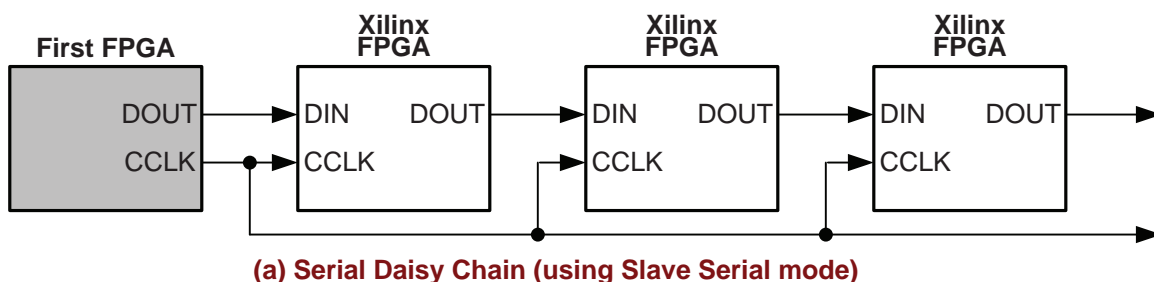 First FPGA
Xilinx
FPGA
Xilinx
FPGA
Xilinx
FPGA
DOUT
CCLK
DIN
DOUT
CCLK
DIN
DOUT
CCLK
DIN
DOUT
CCLK
(a) Serial Daisy Chain (using Slave Serial mode)